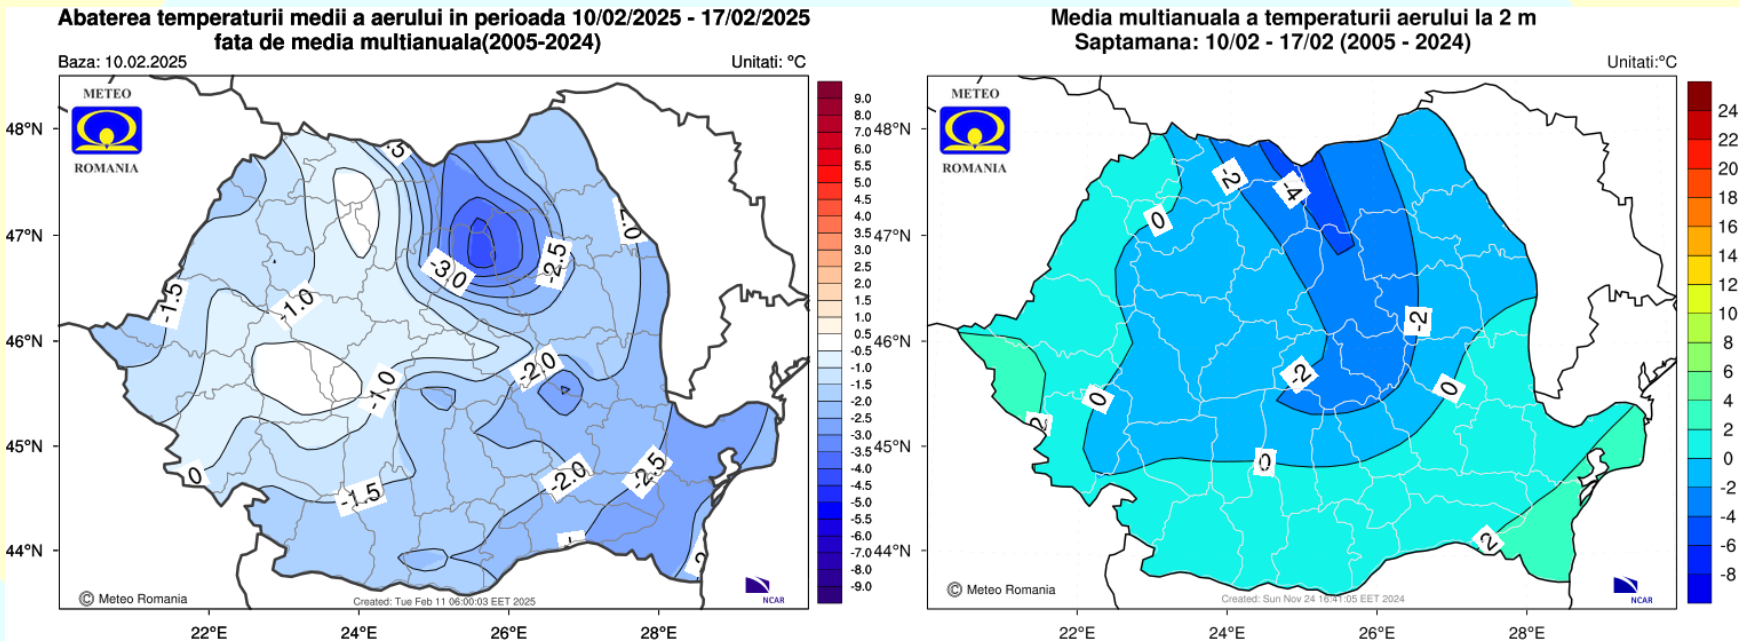 Abaterea temperaturii medii a aerului in perioada 10/02/2025 - 17/02/2025
fata de media multianuala(2005-2024)
Baza: 10.02.2025
Unitati: °C
METEO
ROMANIA
48°N
47°N
46°N
45°N
44°N
22°E
24°E
26°E
28°E
.5
-3.0
-2.5
-1.5
-1.0
-1.0
-2.0
0
-1.5
-2.0
-2.5
9.0
8.0
7.0
6.5
5.5
5.0
4.5
4.0
3.5
3.0
2.5
2.0
1.5
1.0
0.5
-0.5
-1.0
-1.5
-2.0
-2.5
-3.0
-3.5
-4.0
-4.5
-5.0
-5.5
-6.5
-7.0
-8.0
-9.0
© Meteo Romania
Created: Tue Feb 11 06:00:03 EET 2025
NCAR
Media multianuala a temperaturii aerului la 2 m
Saptamana: 10/02 - 17/02 (2005 - 2024)
Unitati:°C
METEO
ROMANIA
48°N
47°N
46°N
45°N
44°N
22°E
24°E
26°E
28°E
-2
-4
0
-2
-2
0
0
2
0
2
24
22
20
18
16
14
12
10
8
6
4
2
0
-2
-4
-6
-8
© Meteo Romania
Created: Sun Nov 24 16:41:05 EET 2024
NCAR